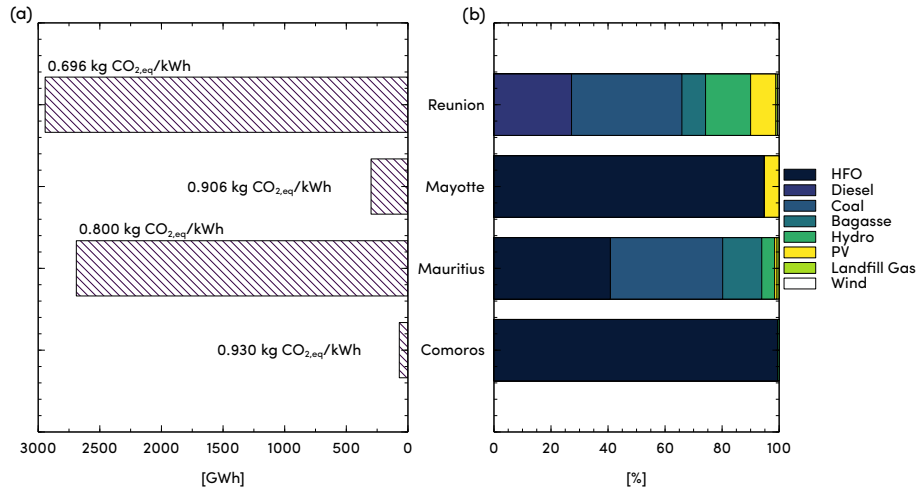 (a)
(b)
0.696 kg CO2,eq/kWh
Reunion
0.906 kg CO2,eq/kWh
Mayotte
0.800 kg CO2,eq/kWh
Mauritius
0.930 kg CO2,eq/kWh
Comoros
HFO
Diesel
Coal
Bagasse
Hydro
PV
Landfill Gas
Wind
3000 2500 2000 1500 1000 500 0
0 20 40 60 80 100
[GWh]
[%]